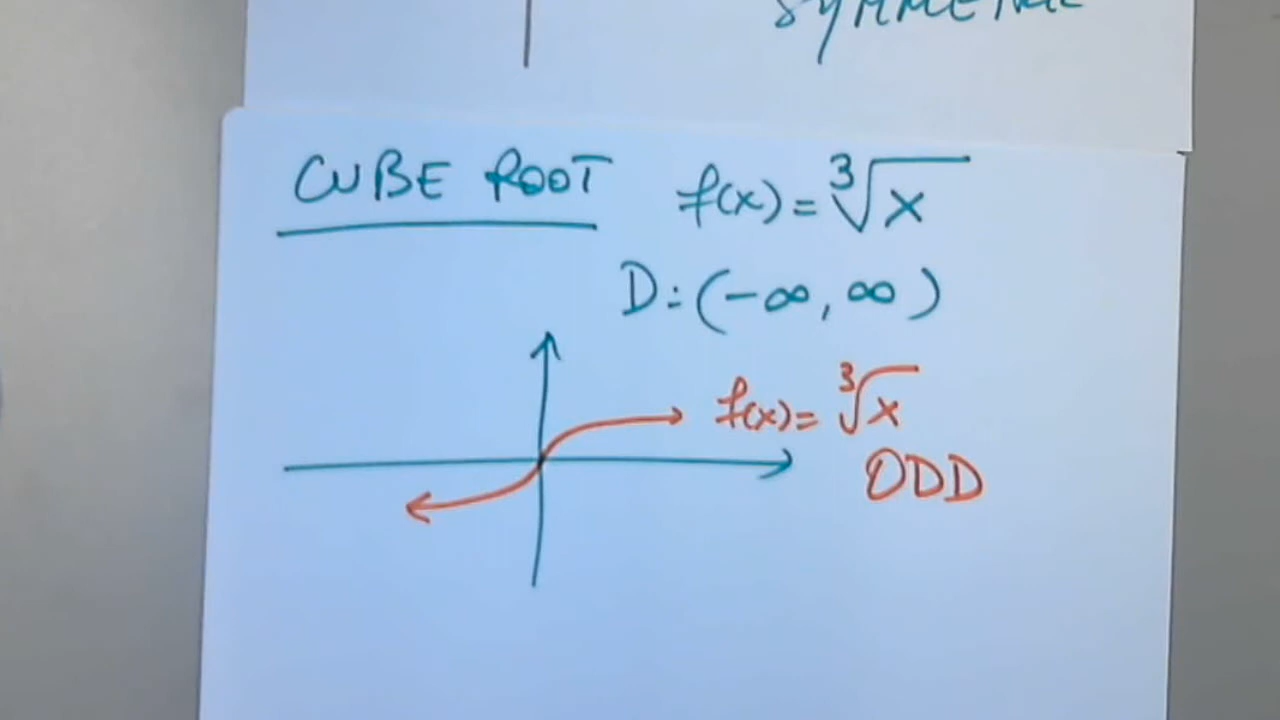 CUBE ROOT f(x) = ∛x
D: (-∞, ∞)
f(x) = ∛x
ODD